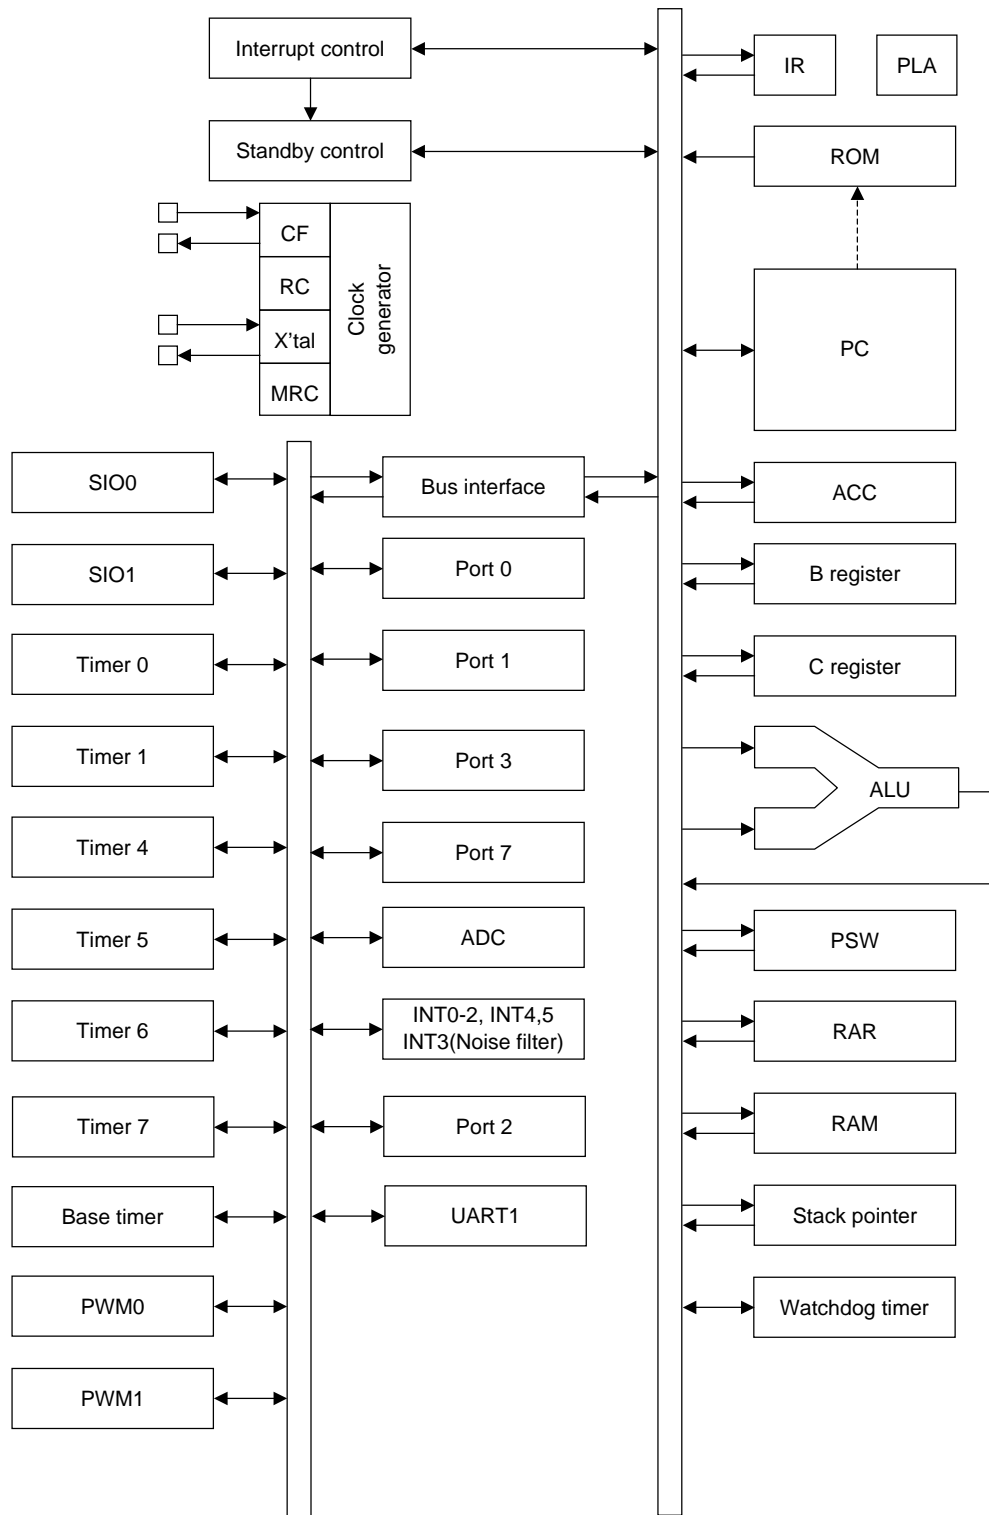 Interrupt control
IR
PLA
Standby control
ROM
CF
RC
X'tal
MRC
Clock
generator
PC
SIO0
Bus interface
ACC
SIO1
Port 0
B register
Timer 0
Port 1
C register
Timer 1
Port 3
ALU
Timer 4
Port 7
Timer 5
ADC
PSW
Timer 6
INT0-2, INT4,5
INT3(Noise filter)
RAR
Timer 7
Port 2
RAM
Base timer
UART1
Stack pointer
PWM0
Watchdog timer
PWM1